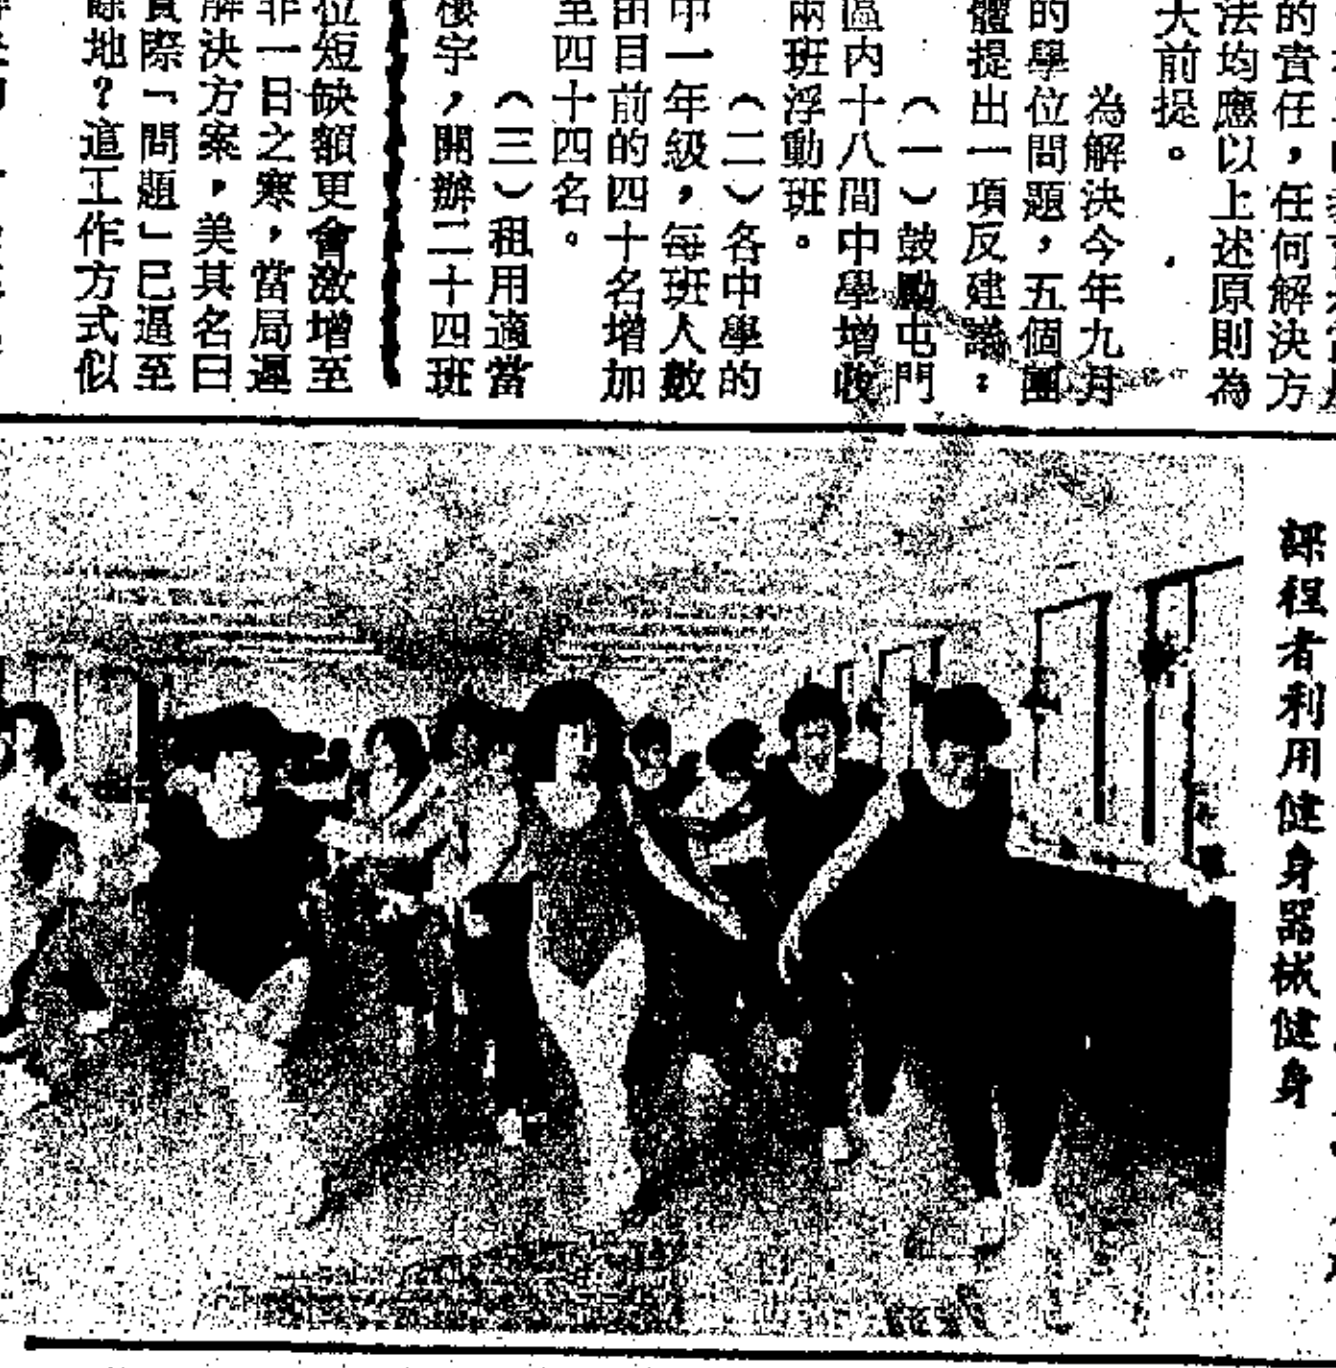 的責任，任何解決方
法均應以上述原則為
大前提。
為解決今年九月
的學位問題，五個團
體提出一項反建議：
（一）鼓勵屯門
區內十八間中學增收
兩班浮動班。
（二）各中學的
中一年級，每班人數
由目前的四十名增加
至四十四名。
（三）租用適當
樓宇，開辦二十四班
位短缺額更會激增至
非一日之寒，當局遲
解決方案，美其名曰
實際「問題」已逼至
餘地？這工作方式似
課程者利用健身器械健身